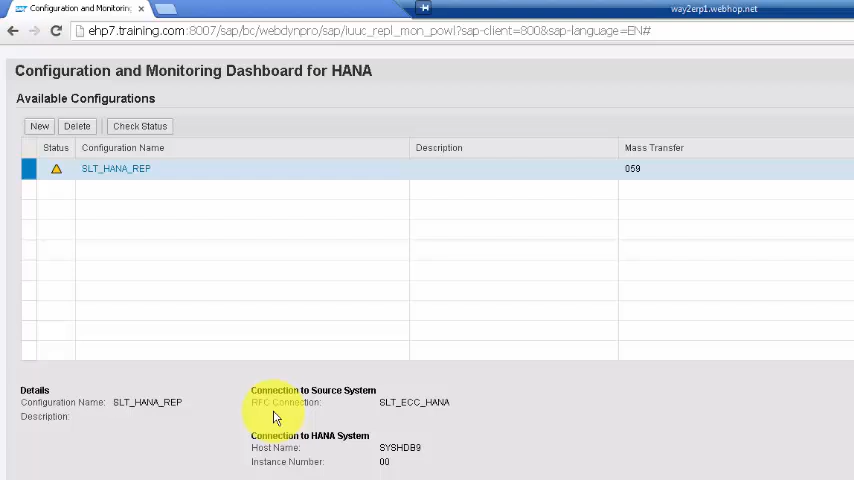 Configuration and Monitoring
way2erp1.webhop.net
ehp7.training.com:8007/sap/bc/webdynpro/sap/iuuc_repl_mon_powl?sap-client=800&sap-language=EN#
Configuration and Monitoring Dashboard for HANA
Available Configurations
New Delete Check Status
Status Configuration Name Description Mass Transfer
SLT_HANA_REP 059
Details
Configuration Name: SLT_HANA_REP
Description:
Connection to Source System
RFC Connection: SLT_ECC_HANA
Connection to HANA System
Host Name: SYSHDB9
Instance Number: 00